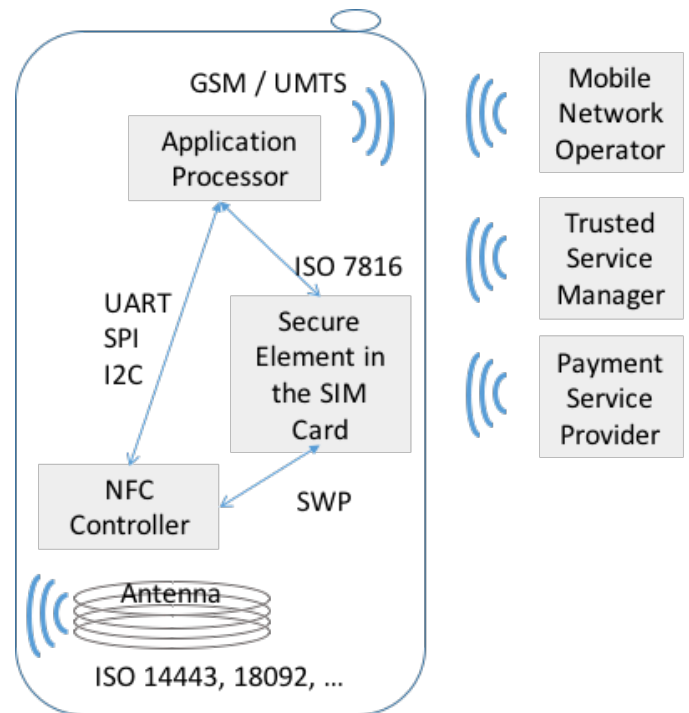 GSM / UMTS
Application
Processor
ISO 7816
UART
SPI
I2C
Secure
Element in
the SIM
Card
NFC
Controller
SWP
Antenna
ISO 14443, 18092, ...
Mobile
Network
Operator
Trusted
Service
Manager
Payment
Service
Provider